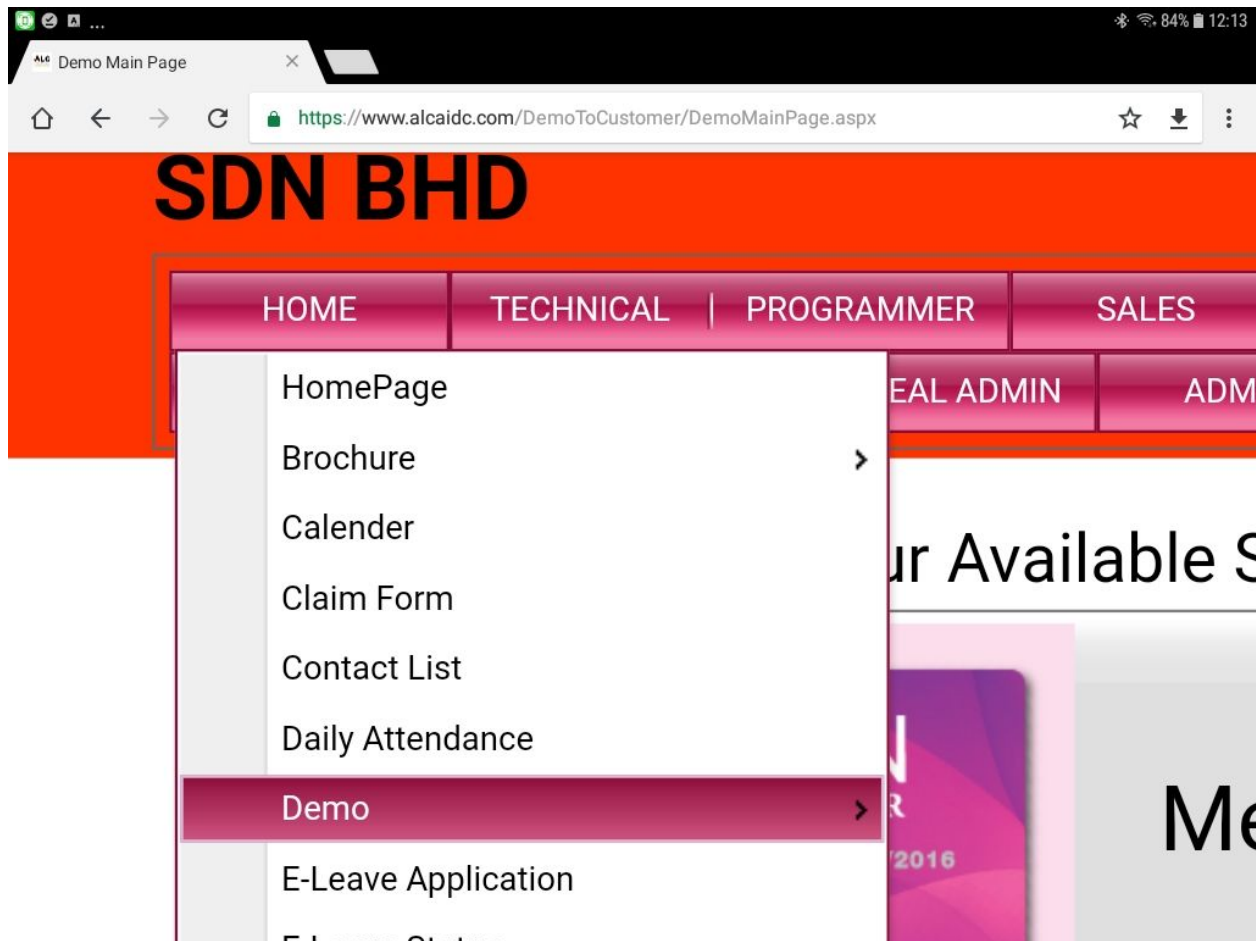 ... 84% 12:13
ALC Demo Main Page
https://www.alcaidc.com/DemoToCustomer/DemoMainPage.aspx
SDN BHD
HOME TECHNICAL PROGRAMMER SALES
EAL ADMIN ADM
HomePage
Brochure
Calender
Claim Form
Contact List
Daily Attendance
Demo
E-Leave Application
ur Available S
N
R
/2016
Me